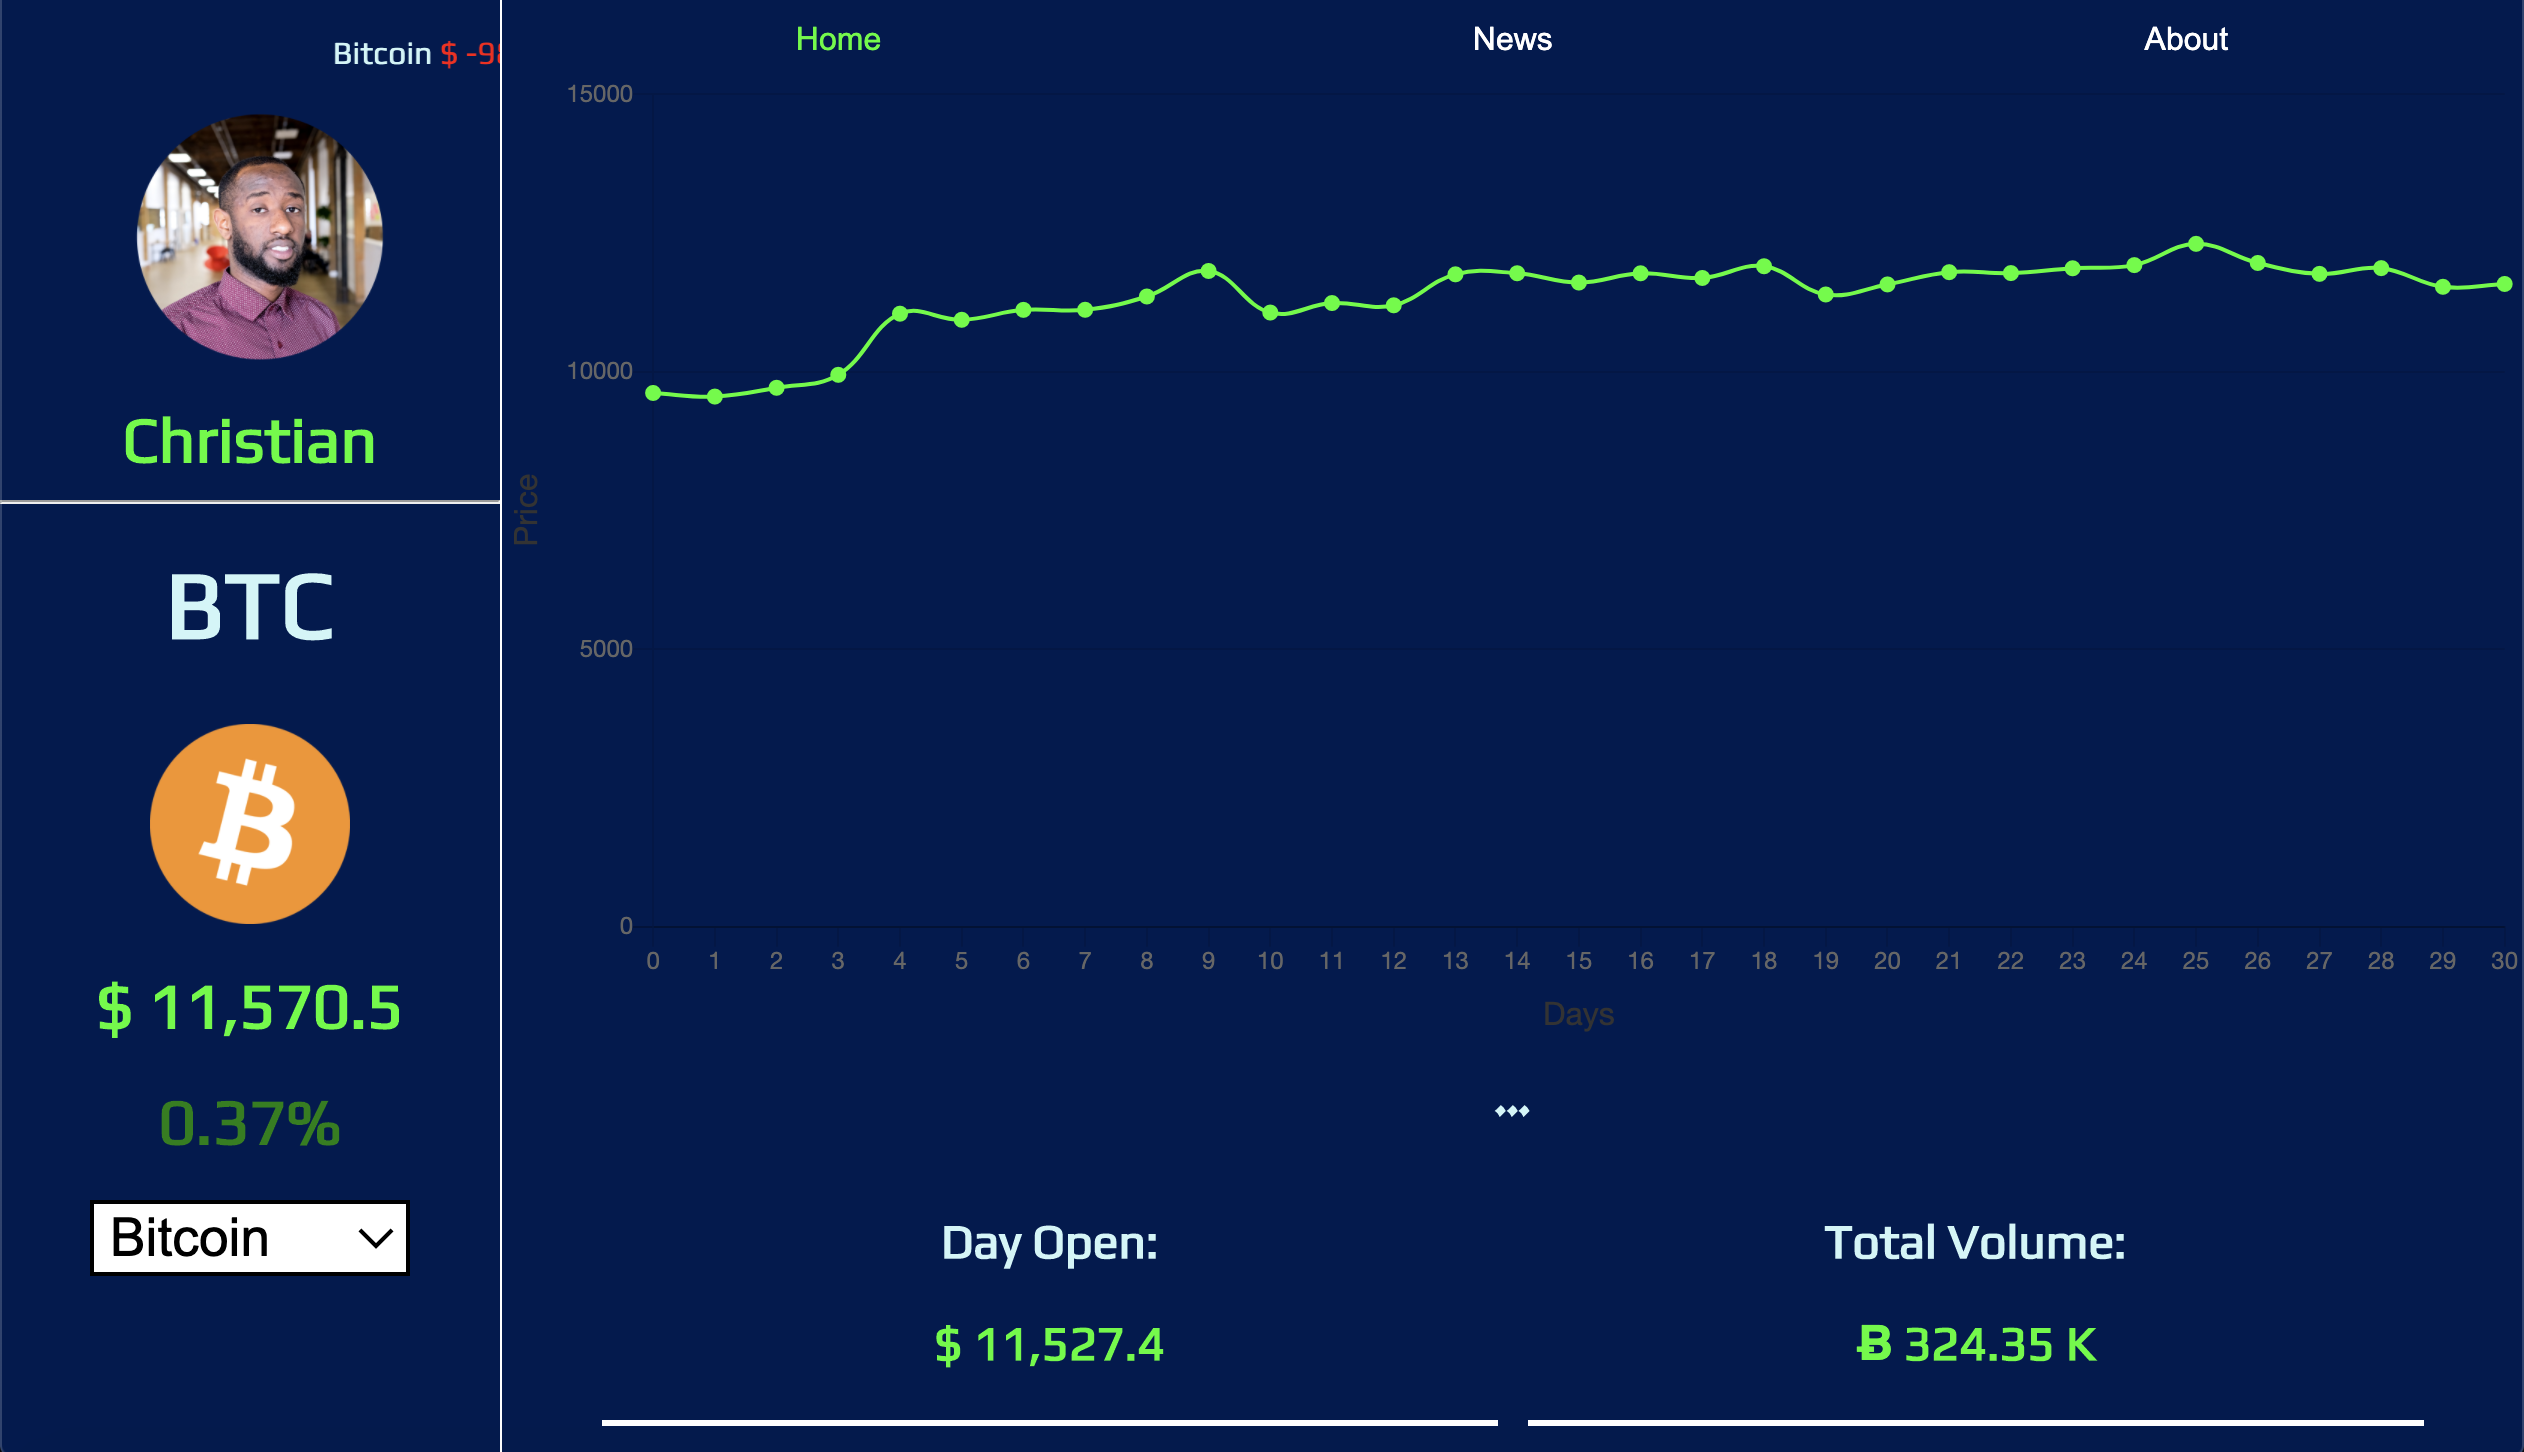 Bitcoin $ -98
Home News About
Christian
BTC
$ 11,570.5
0.37%
Bitcoin
15000
10000
5000
0
Price
0 1 2 3 4 5 6 7 8 9 10 11 12 13 14 15 16 17 18 19 20 21 22 23 24 25 26 27 28 29 30
Days
Day Open:
$ 11,527.4
Total Volume:
Ƀ 324.35 K